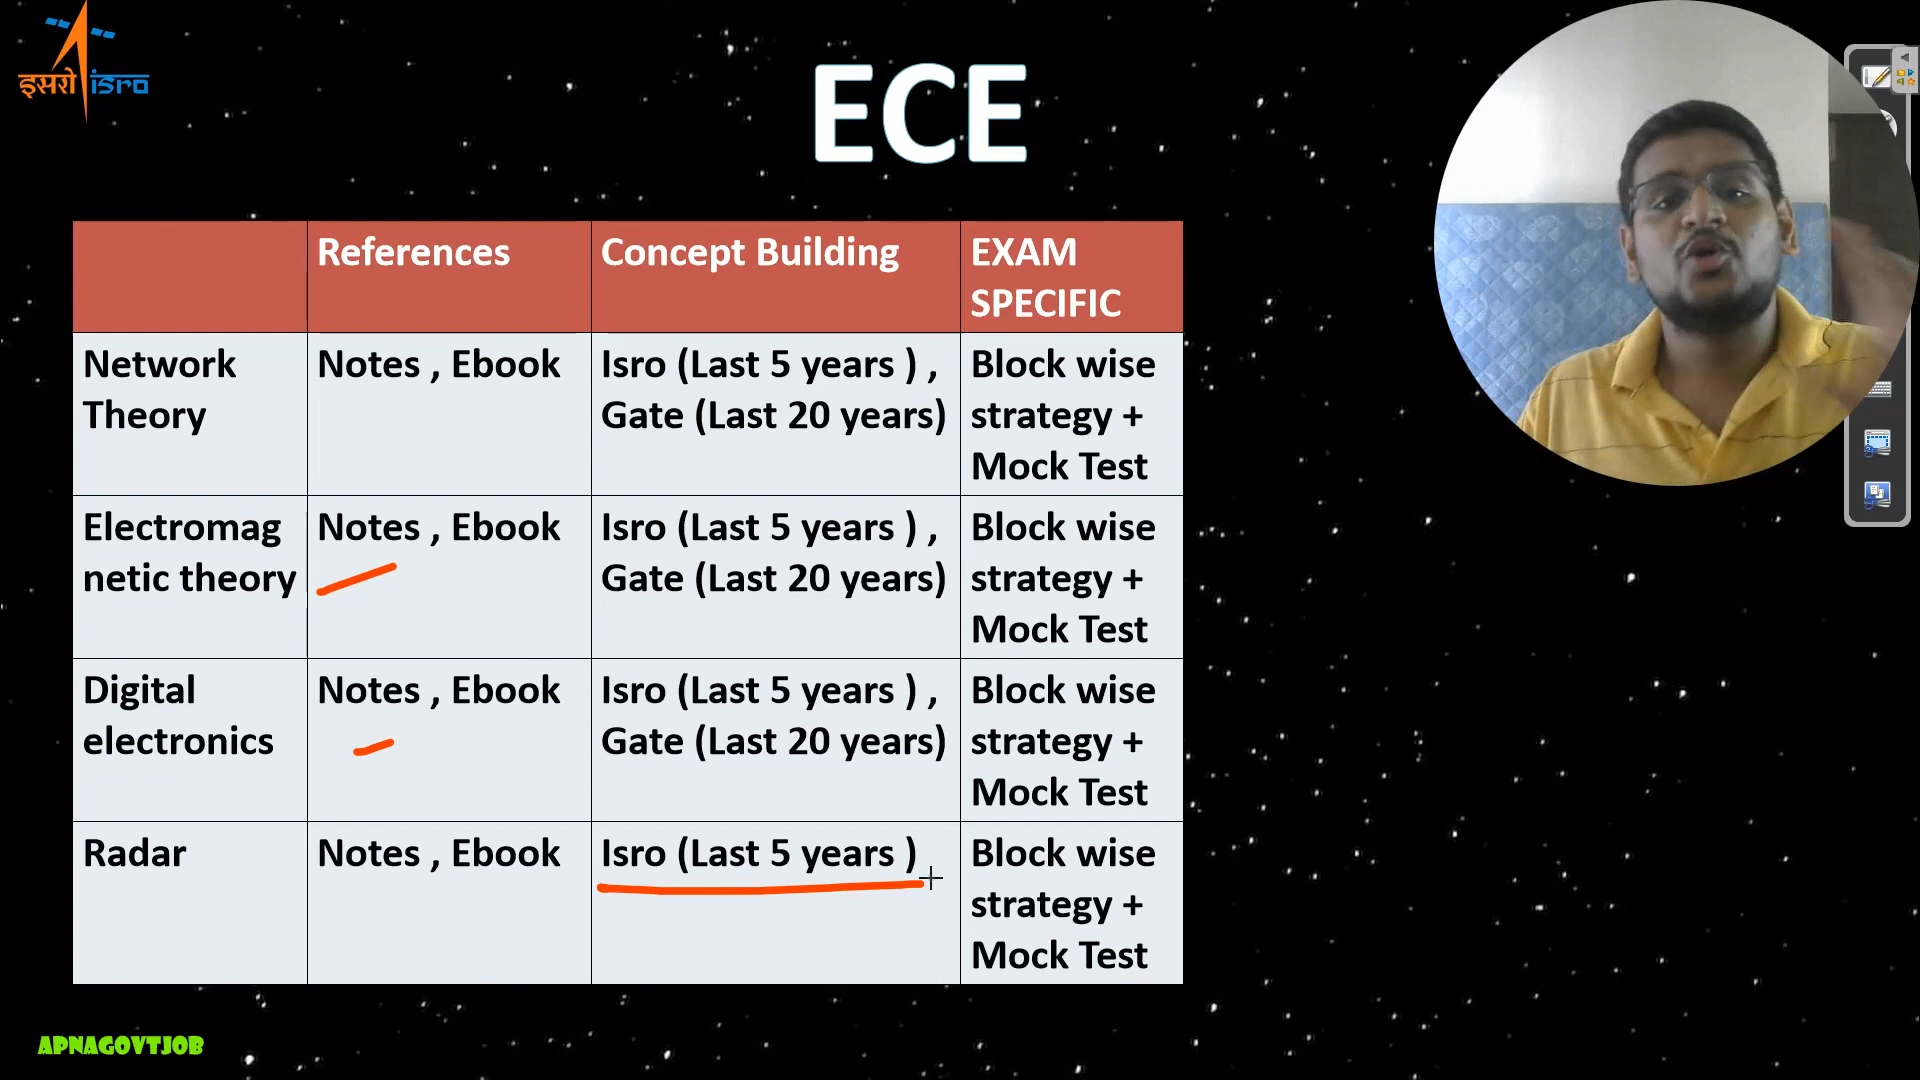 इसरो isro
ECE
References Concept Building EXAM
SPECIFIC
Network Notes , Ebook Isro (Last 5 years ) , Block wise
Theory Gate (Last 20 years) strategy +
Mock Test
Electromag Notes , Ebook Isro (Last 5 years ) , Block wise
netic theory Gate (Last 20 years) strategy +
Mock Test
Digital Notes , Ebook Isro (Last 5 years ) , Block wise
electronics Gate (Last 20 years) strategy +
Mock Test
Radar Notes , Ebook Isro (Last 5 years ) Block wise
strategy +
Mock Test
APNAGOVTJOB